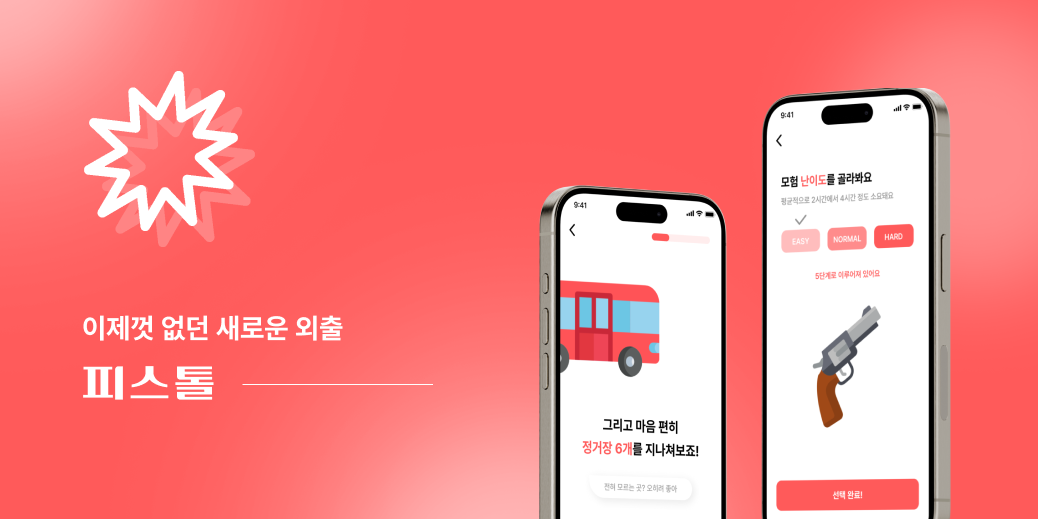 이제껏 없던 새로운 외출
피스톨
9:41
그리고 마음 편히
정거장 6개를 지나쳐보죠!
전혀 모르는 곳? 오히려 좋아
9:41
모험 난이도를 골라봐요
평균적으로 2시간에서 4시간 정도 소요돼요
EASY NORMAL HARD
5단계로 이루어져 있어요
선택 완료!